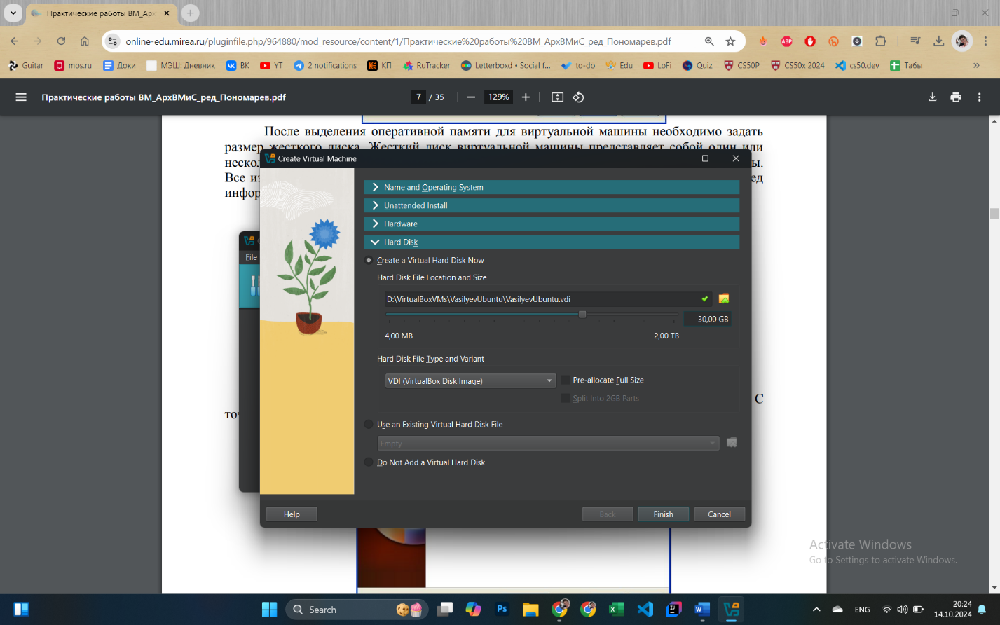 Практические работы ВМ_Арх
online-edu.mirea.ru/pluginfile.php/964880/mod_resource/content/1/Практические%20работы%20ВМ_АрхВМиС_ред_Пономарев.pdf
ABP
Guitar
mos.ru
Доки
МЭШ: Дневник
ВК
YT
2 notifications
КП
RuTracker
Letterboxd • Social f...
to-do
Edu
LoFi
Quiz
CS50P
CS50x 2024
cs50.dev
Табы
Практические работы ВМ_АрхВМиС_ред_Пономарев.pdf
7 / 35
129%
После выделения оперативной памяти для виртуальной машины необходимо задать
размер жесткого диска. Жесткий диск виртуальной машины представляет собой один или
неско
ы.
Все из
ед
инфор
Create Virtual Machine
Name and Operating System
Unattended Install
Hardware
File
Hard Disk
Create a Virtual Hard Disk Now
Hard Disk File Location and Size
D:\VirtualBoxVMs\VasilyevUbuntu\VasilyevUbuntu.vdi
30,00 GB
4,00 MB
2,00 TB
Hard Disk File Type and Variant
VDI (VirtualBox Disk Image)
Pre-allocate Full Size
Split Into 2GB Parts
С
то
Use an Existing Virtual Hard Disk File
Empty
Do Not Add a Virtual Hard Disk
Help
Back
Finish
Cancel
Activate Windows
Go to Settings to activate Windows.
Search
Ps
ENG
20:24
14.10.2024